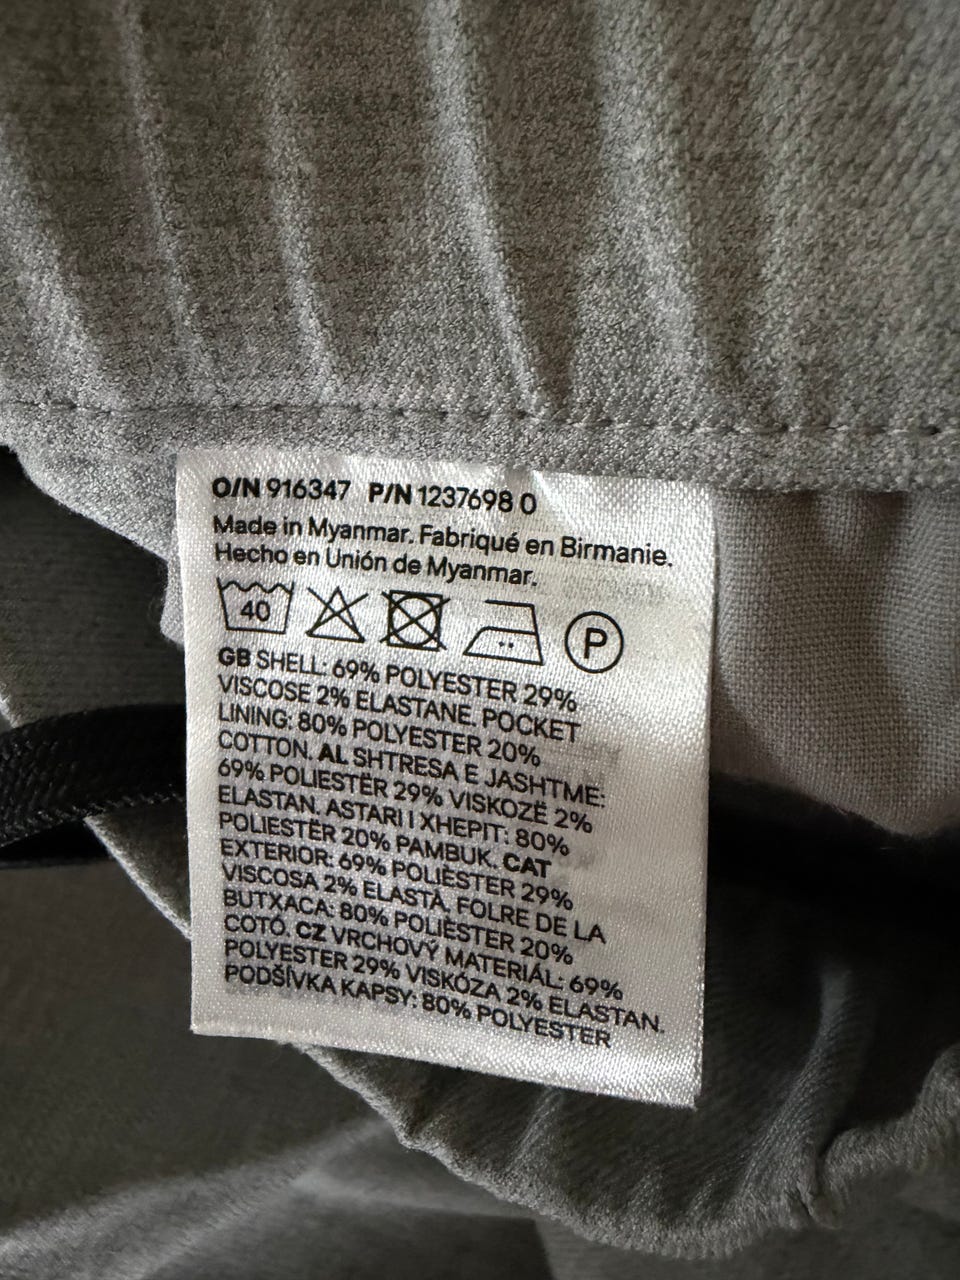 O/N 916347 P/N 1237698 0
Made in Myanmar. Fabriqué en Birmanie.
Hecho en Unión de Myanmar.
40 P
GB SHELL: 69% POLYESTER 29%
VISCOSE 2% ELASTANE. POCKET
LINING: 80% POLYESTER 20%
COTTON. AL SHTRESA E JASHTME:
69% POLIESTËR 29% VISKOZË 2%
ELASTAN. ASTARI I XHEPIT: 80%
POLIESTËR 20% PAMBUK. CAT
EXTERIOR: 69% POLIÈSTER 29%
VISCOSA 2% ELASTÀ. FOLRE DE LA
BUTXACA: 80% POLIÈSTER 20%
COTÓ. CZ VRCHOVÝ MATERIÁL: 69%
POLYESTER 29% VISKÓZA 2% ELASTAN.
PODŠÍVKA KAPSY: 80% POLYESTER